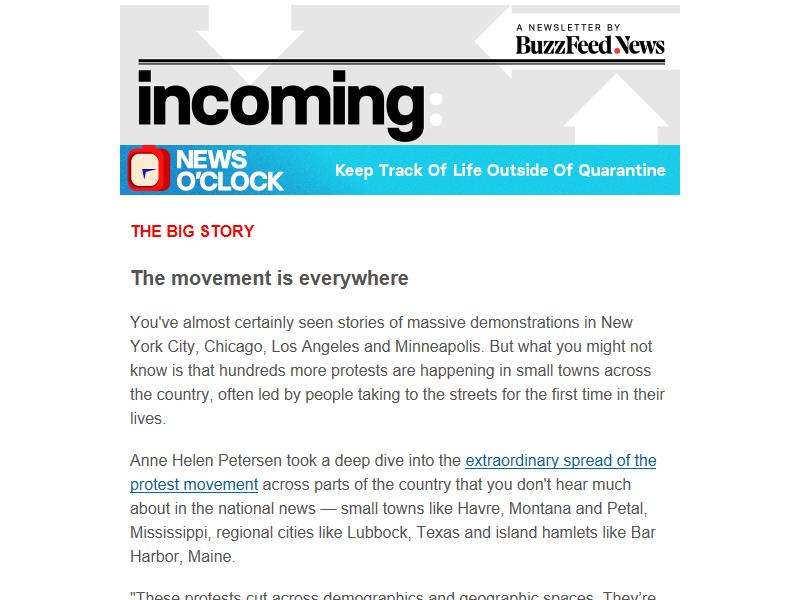 A NEWSLETTER BY
BuzzFeed News
incoming:
NEWS
O'CLOCK
Keep Track Of Life Outside Of Quarantine
THE BIG STORY
The movement is everywhere
You've almost certainly seen stories of massive demonstrations in New
York City, Chicago, Los Angeles and Minneapolis. But what you might not
know is that hundreds more protests are happening in small towns across
the country, often led by people taking to the streets for the first time in their
lives.
Anne Helen Petersen took a deep dive into the extraordinary spread of the
protest movement across parts of the country that you don't hear much
about in the national news — small towns like Havre, Montana and Petal,
Mississippi, regional cities like Lubbock, Texas and island hamlets like Bar
Harbor, Maine.
"These protests cut across demographics and geographic spaces. They're